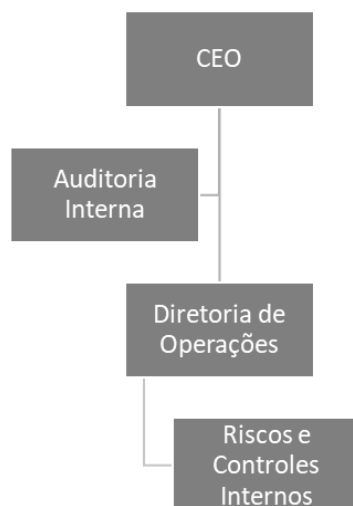 CEO
Auditoria
Interna
Diretoria de
Operações
Riscos e
Controles
Internos